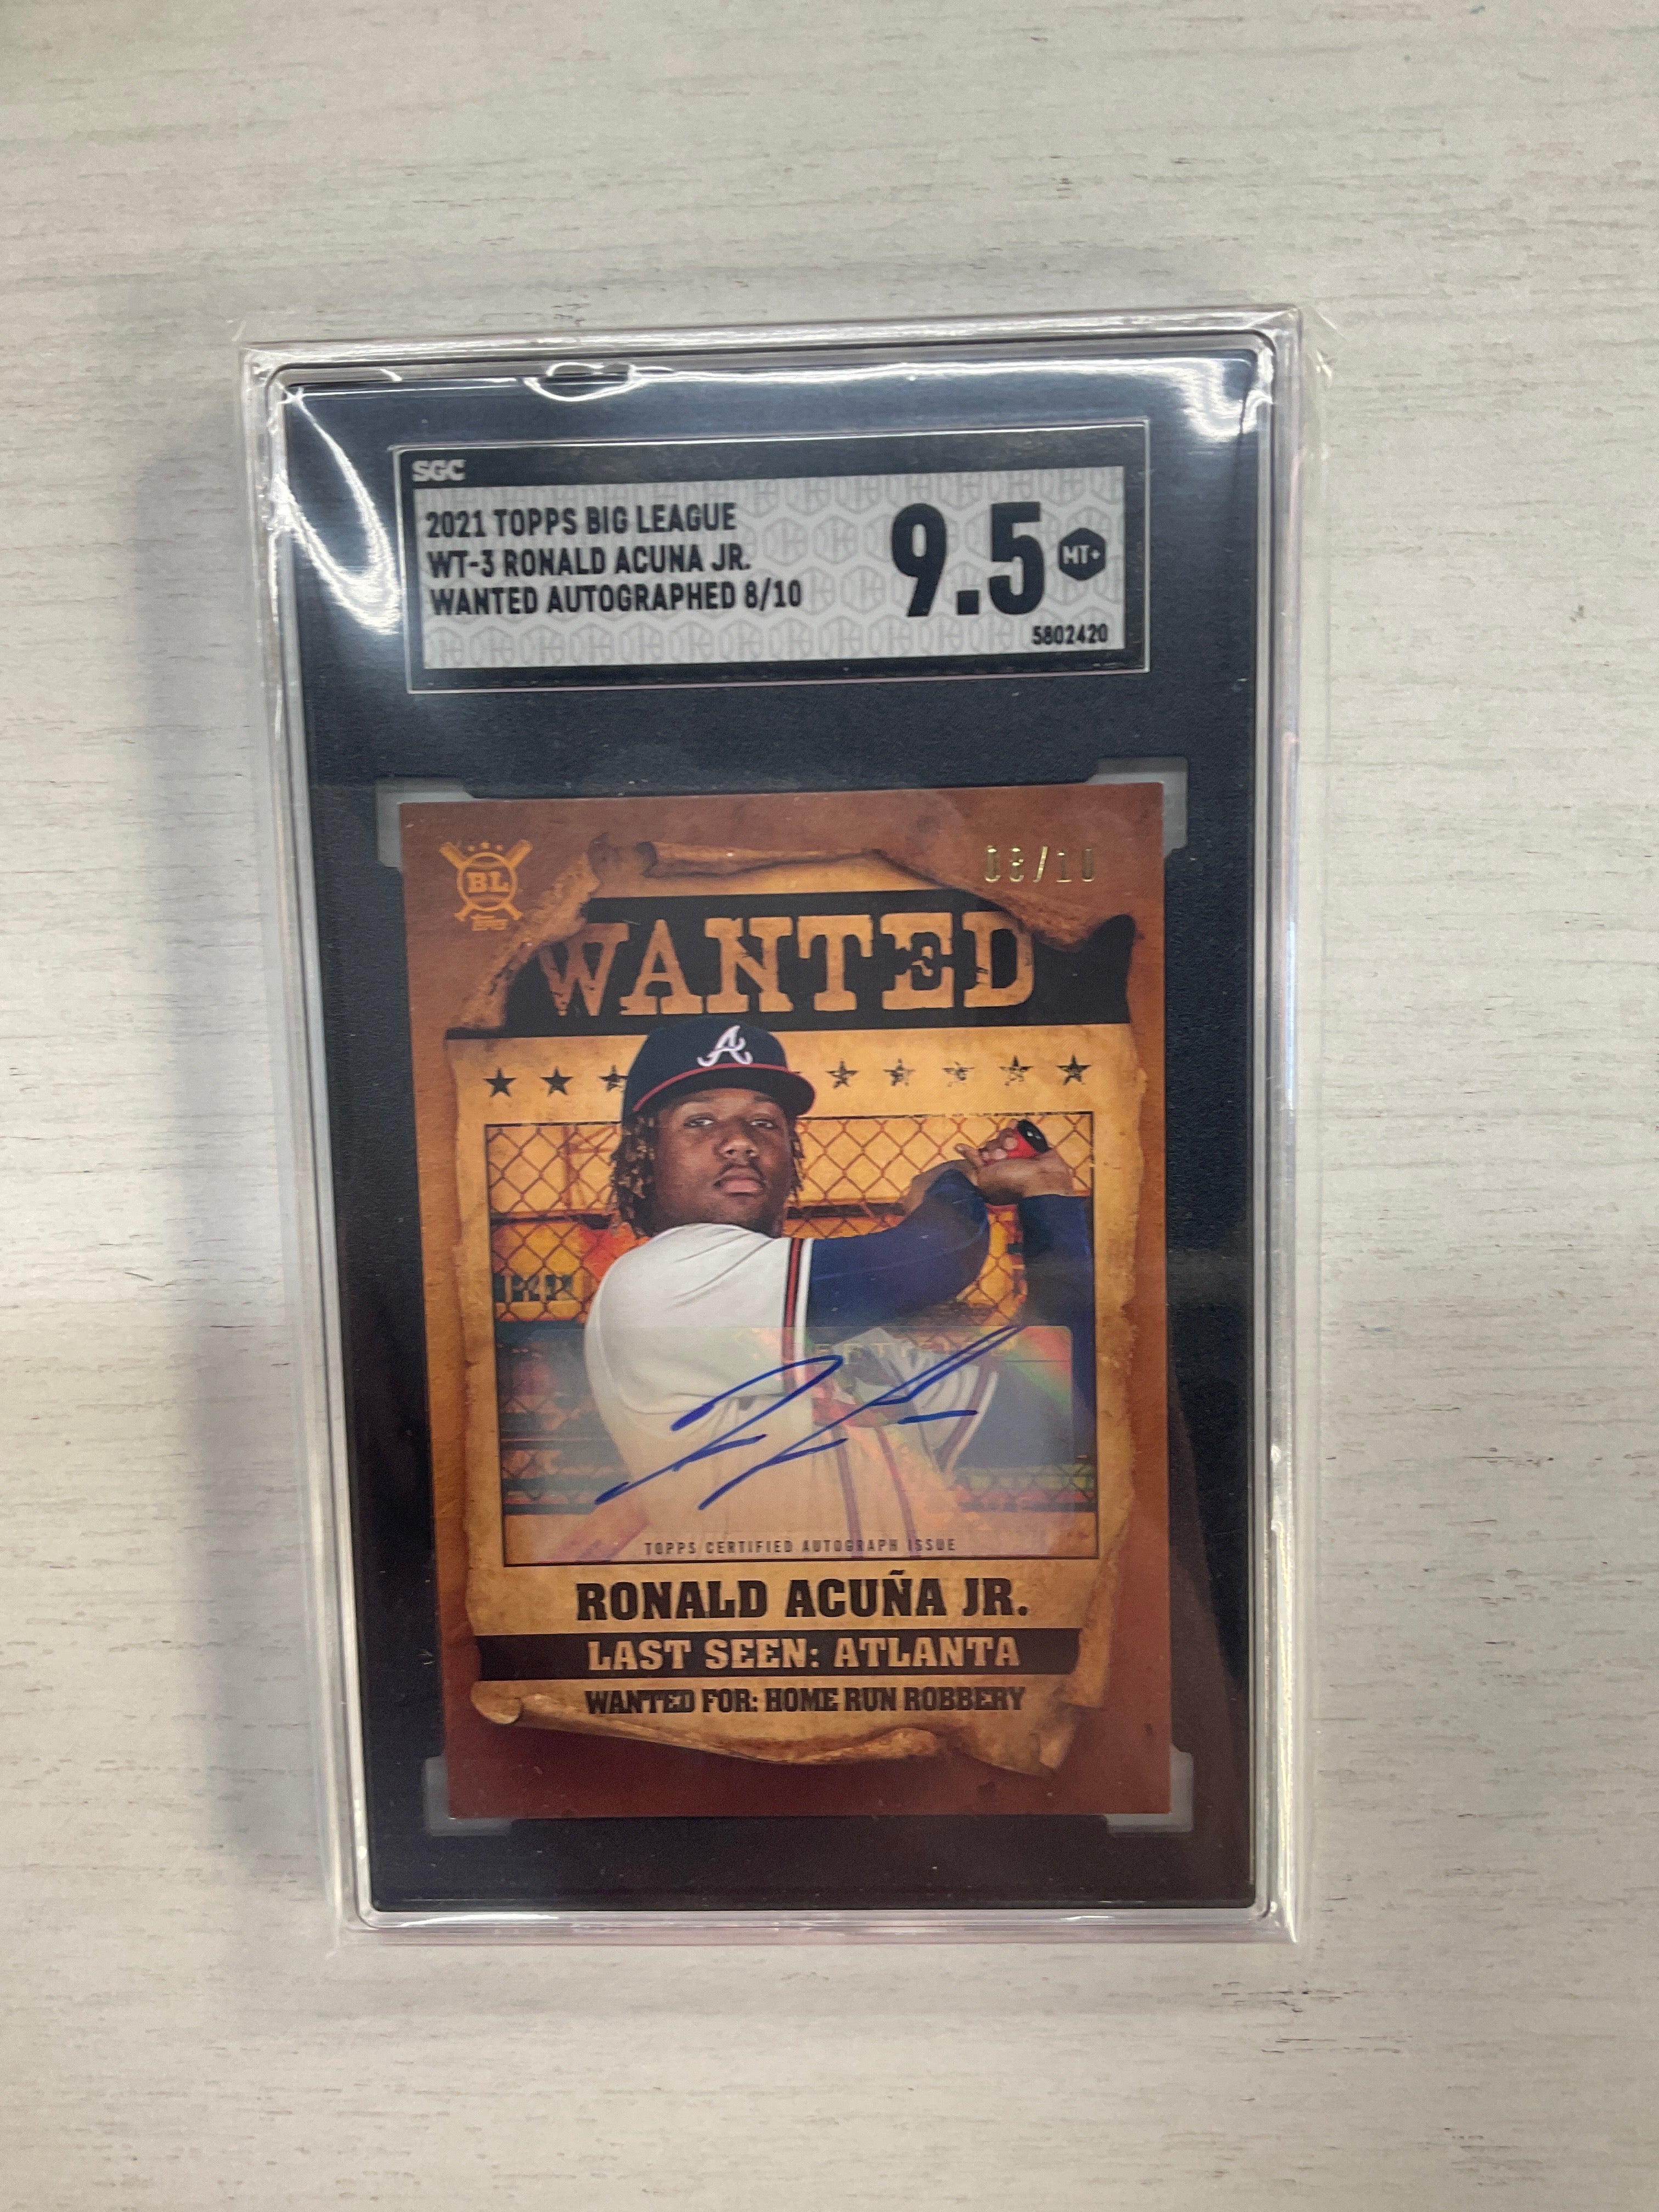 SGC
2021 TOPPS BIG LEAGUE
WT-3 RONALD ACUNA JR.
WANTED AUTOGRAPHED 8/10
9.5
MT+
5802420
BL
08/10
WANTED
A
TOPPS CERTIFIED AUTOGRAPH ISSUE
RONALD ACUÑA JR.
LAST SEEN: ATLANTA
WANTED FOR: HOME RUN ROBBERY